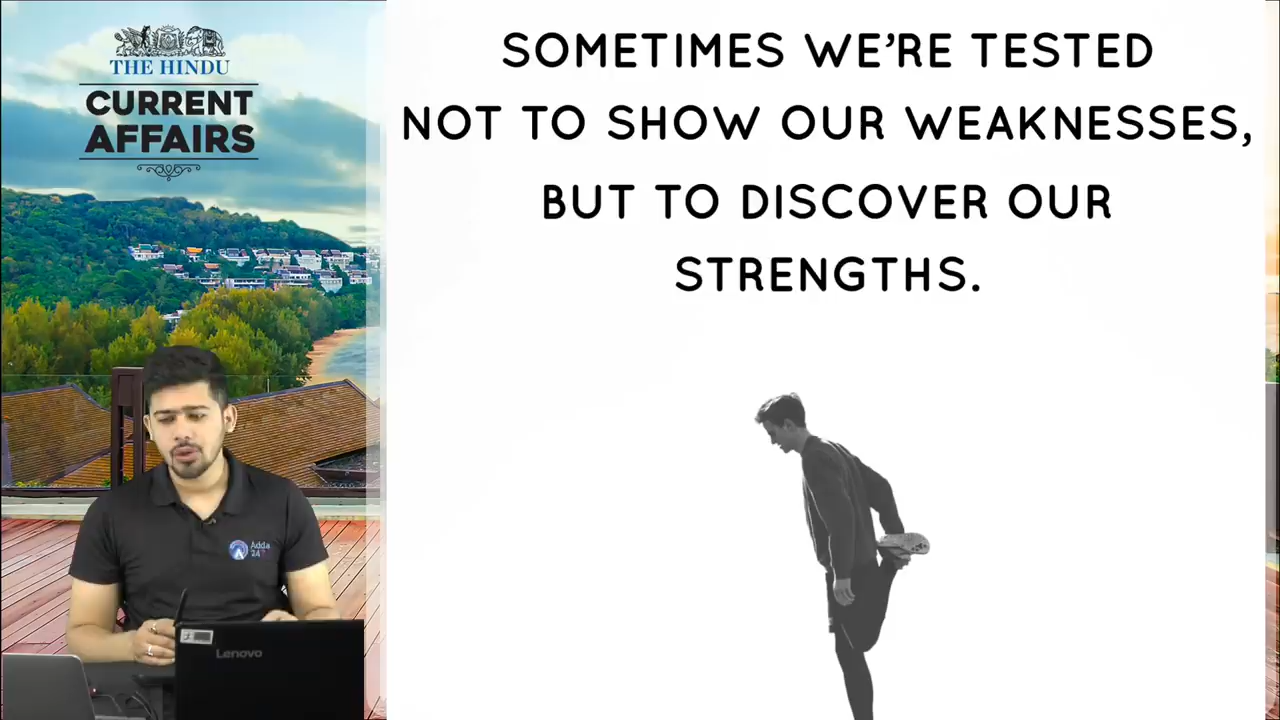 THE HINDU
CURRENT
AFFAIRS
SOMETIMES WE’RE TESTED
NOT TO SHOW OUR WEAKNESSES,
BUT TO DISCOVER OUR
STRENGTHS.
Adda
24
Lenovo